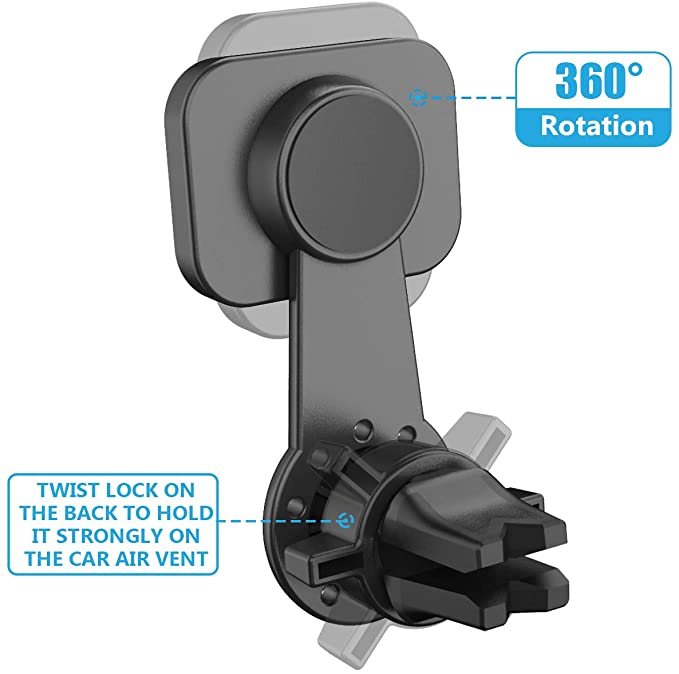 360°
Rotation
TWIST LOCK ON
THE BACK TO HOLD
IT STRONGLY ON
THE CAR AIR VENT